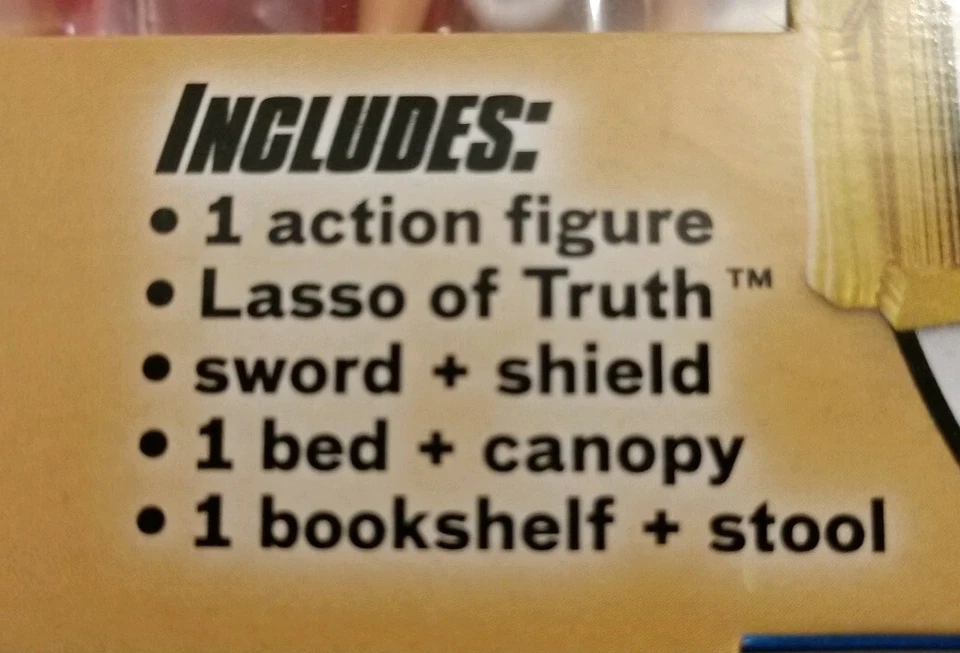 INCLUDES:
• 1 action figure
• Lasso of Truth™
• sword + shield
• 1 bed + canopy
• 1 bookshelf + stool